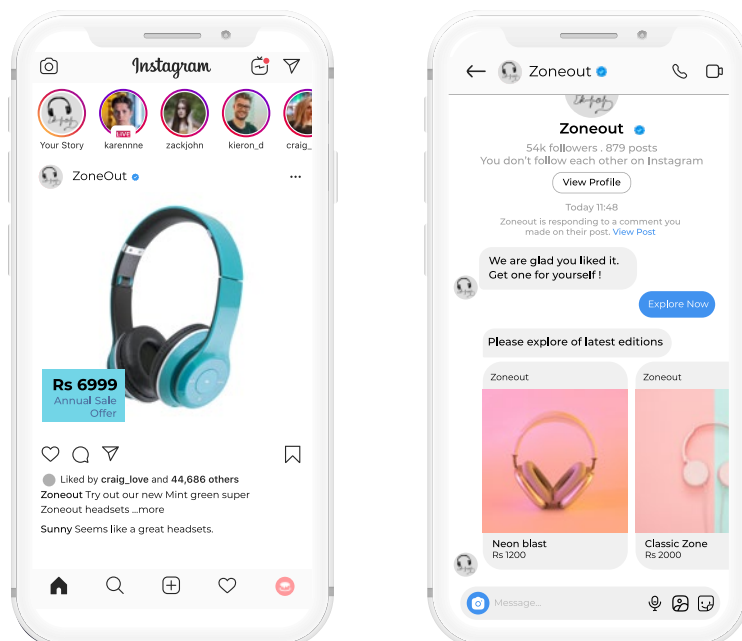 Instagram
LIVE
Your Story
karennne
zackjohn
kieron_d
craig_
ZoneOut
...
Rs 6999
Annual Sale
Offer
Liked by craig_love and 44,686 others
Zoneout Try out our new Mint green super
Zoneout headsets ...more
Sunny Seems like a great headsets.
Zoneout
Zoneout
54k followers . 879 posts
You don't follow each other on Instagram
View Profile
Today 11:48
Zoneout is responding to a comment you
made on their post. View Post
We are glad you liked it.
Get one for yourself !
Explore Now
Please explore of latest editions
Zoneout
Zoneout
Neon blast
Rs 1200
Classic Zone
Rs 2000
Message...